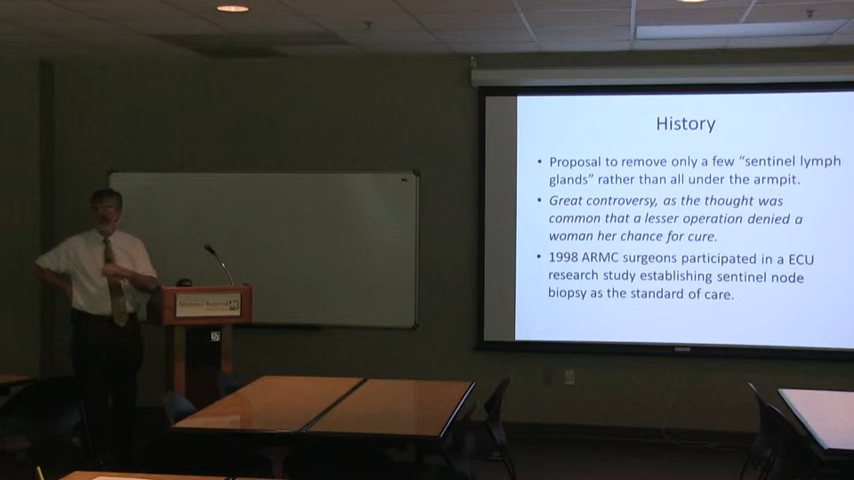 History
• Proposal to remove only a few “sentinel lymph
glands” rather than all under the armpit.
• Great controversy, as the thought was
common that a lesser operation denied a
woman her chance for cure.
• 1998 ARMC surgeons participated in a ECU
research study establishing sentinel node
biopsy as the standard of care.